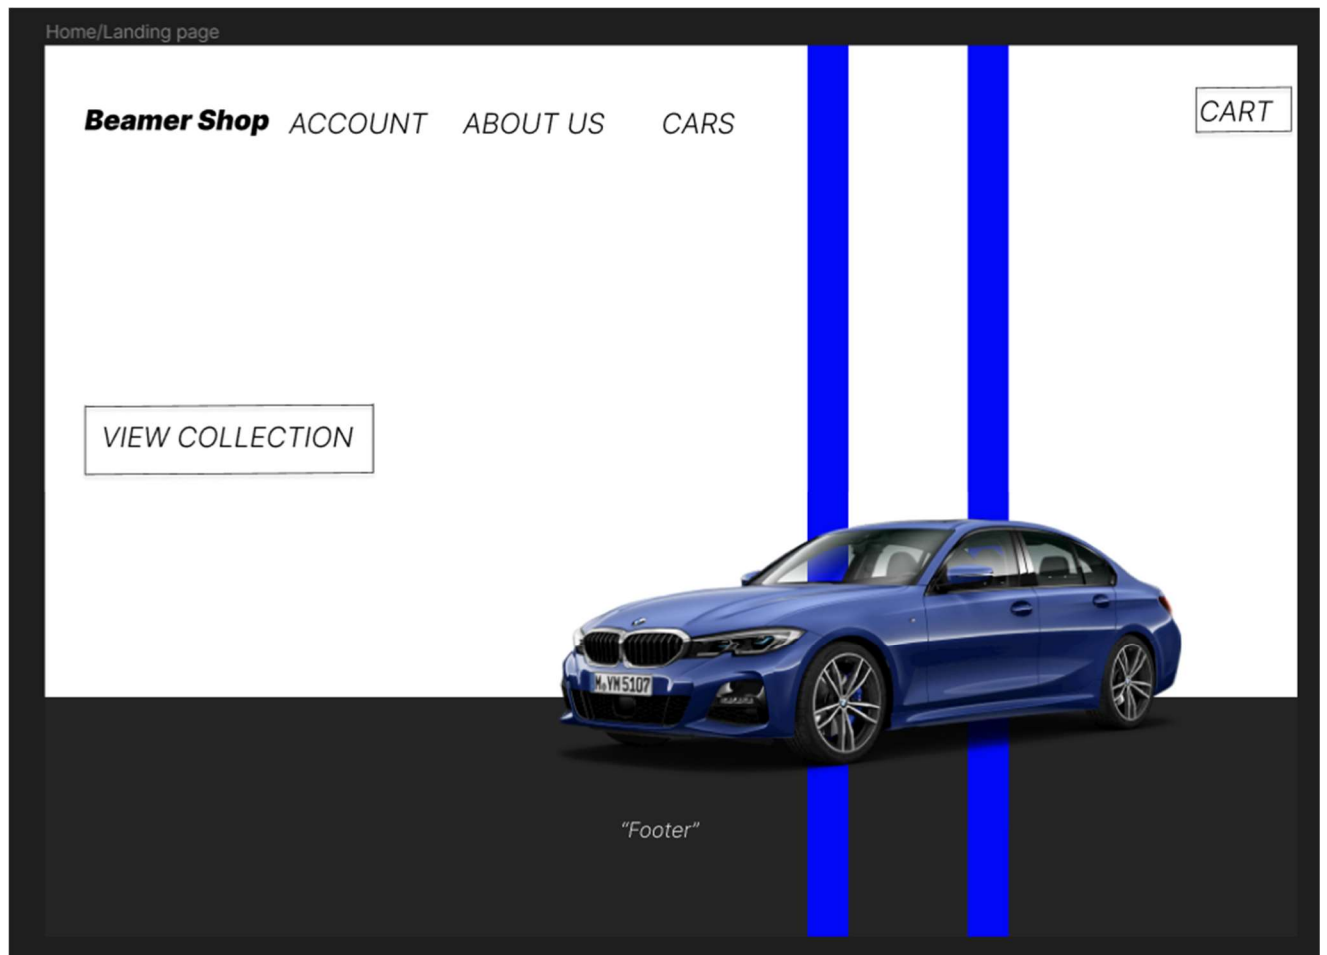 Home/Landing page
Beamer Shop ACCOUNT ABOUT US CARS CART
VIEW COLLECTION
M VM 5107
“Footer”